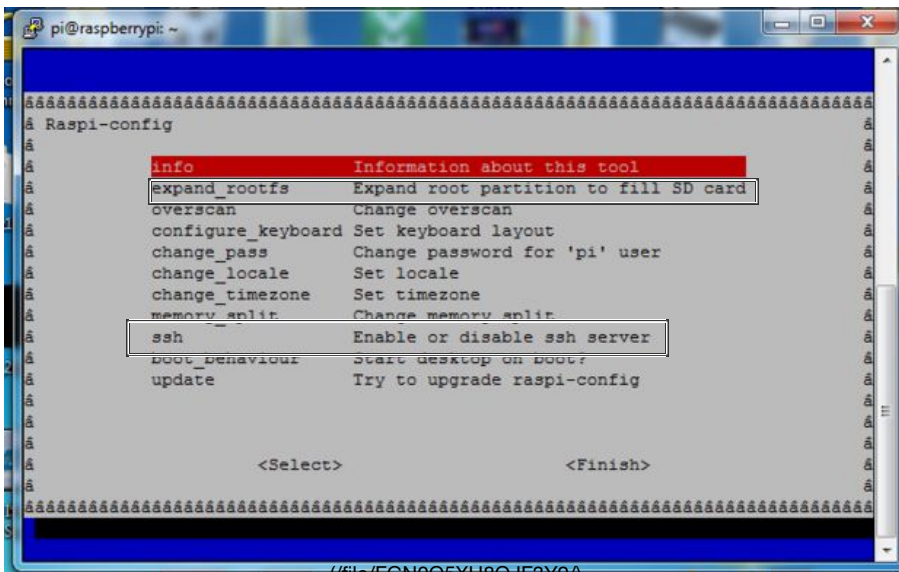 pi@raspberrypi: ~
Raspi-config
info Information about this tool
expand_rootfs Expand root partition to fill SD card
overscan Change overscan
configure_keyboard Set keyboard layout
change_pass Change password for 'pi' user
change_locale Set locale
change_timezone Set timezone
memory_split Change memory split
ssh Enable or disable ssh server
boot_behaviour Start desktop on boot?
update Try to upgrade raspi-config
<Select> <Finish>